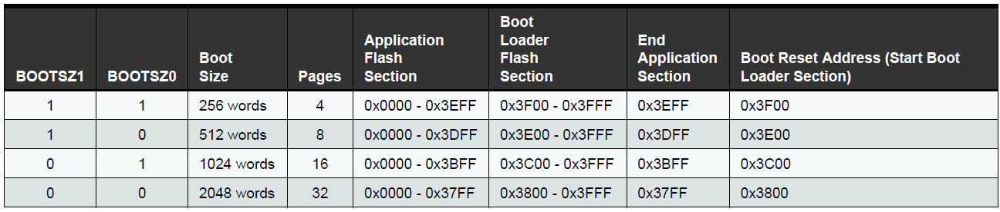 BOOTSZ1 BOOTSZ0 Boot Size Pages Application Flash Section Boot Loader Flash Section End Application Section Boot Reset Address (Start Boot Loader Section)
1 1 256 words 4 0x0000 - 0x3EFF 0x3F00 - 0x3FFF 0x3EFF 0x3F00
1 0 512 words 8 0x0000 - 0x3DFF 0x3E00 - 0x3FFF 0x3DFF 0x3E00
0 1 1024 words 16 0x0000 - 0x3BFF 0x3C00 - 0x3FFF 0x3BFF 0x3C00
0 0 2048 words 32 0x0000 - 0x37FF 0x3800 - 0x3FFF 0x37FF 0x3800